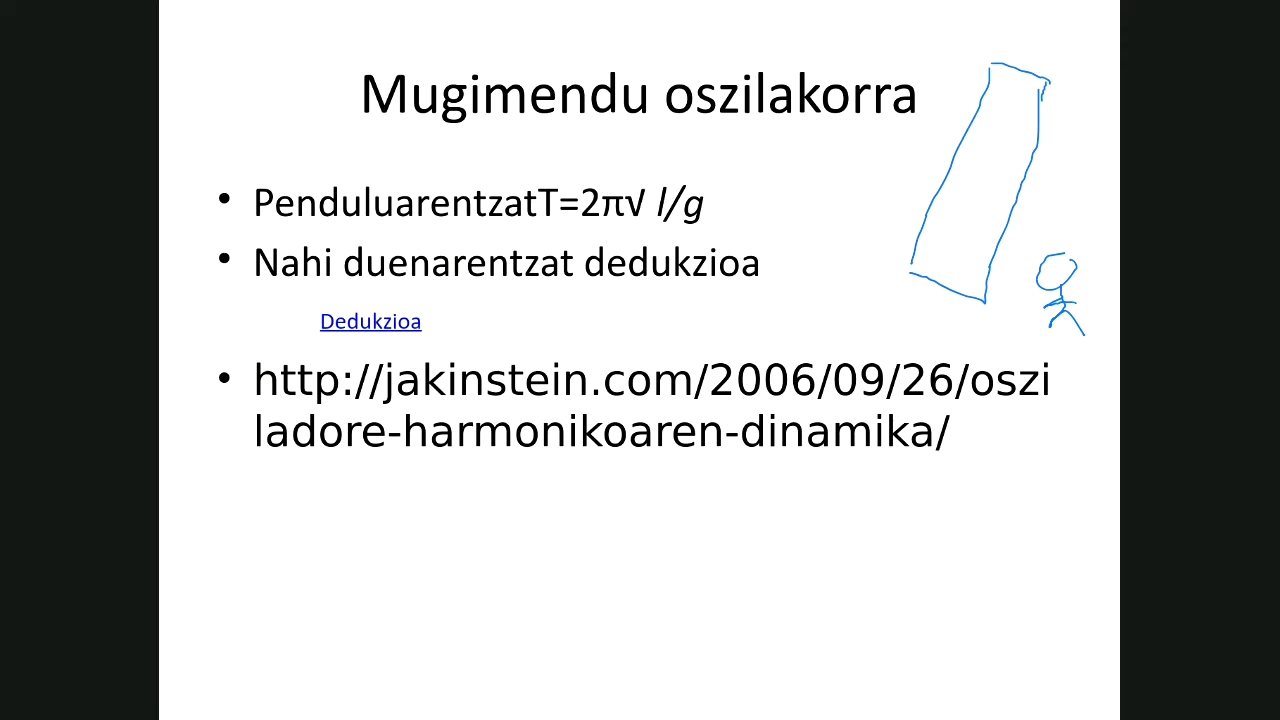 Mugimendu oszilakorra
• PenduluarentzatT=2π√ l/g
• Nahi duenarentzat dedukzioa
Dedukzioa
• http://jakinstein.com/2006/09/26/oszi
ladore-harmonikoaren-dinamika/